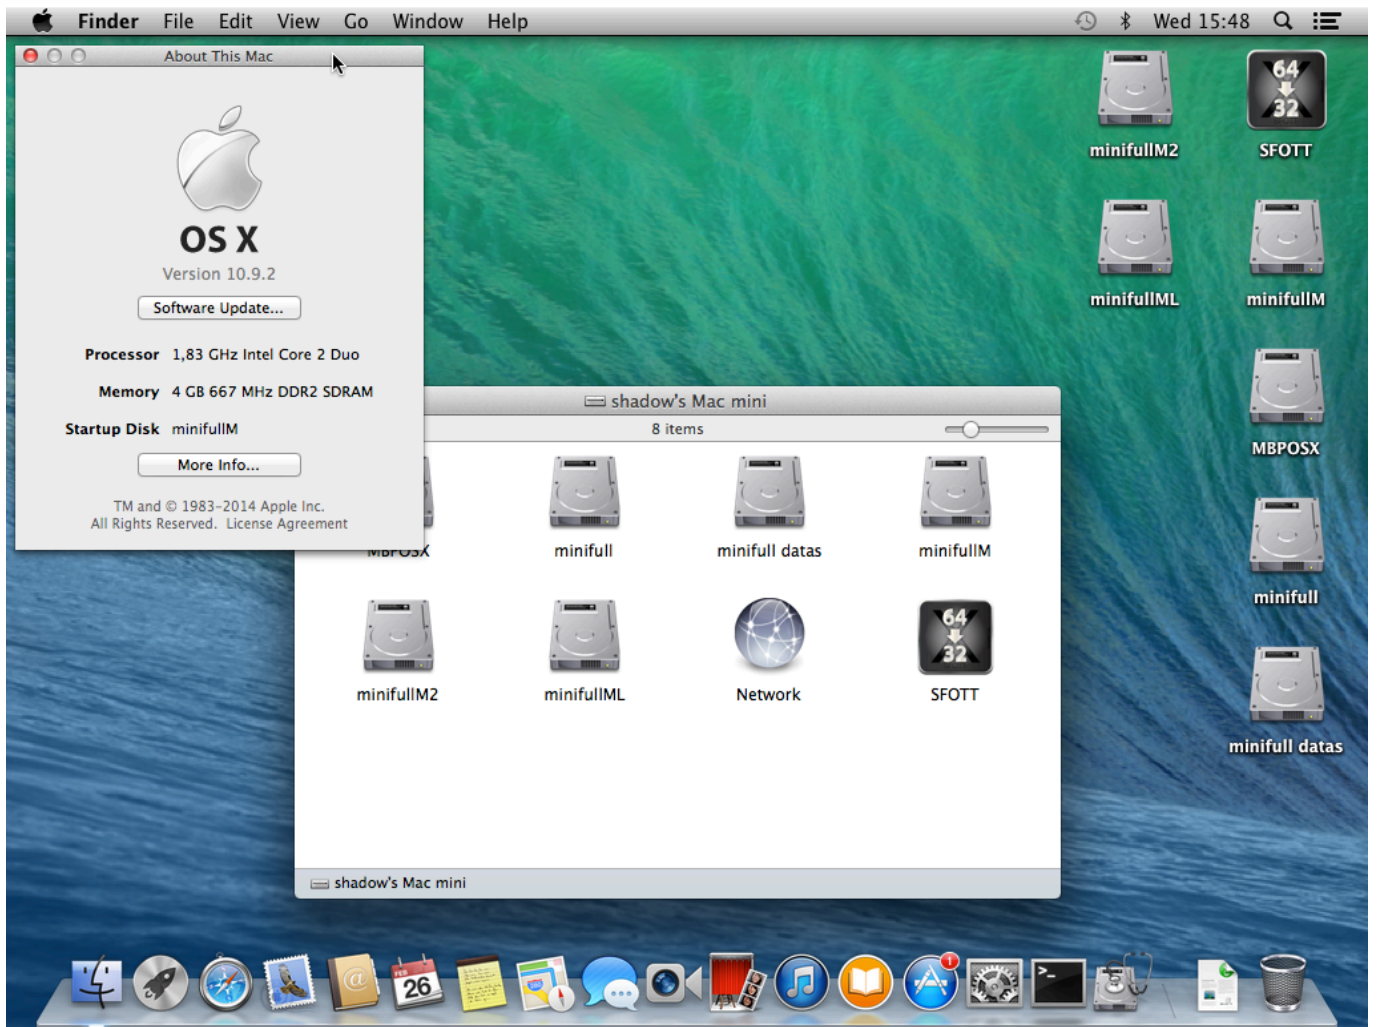 Finder File Edit View Go Window Help Wed 15:48
About This Mac
OS X
Version 10.9.2
Software Update...
Processor 1,83 GHz Intel Core 2 Duo
Memory 4 GB 667 MHz DDR2 SDRAM
Startup Disk minifullM
More Info...
TM and © 1983-2014 Apple Inc.
All Rights Reserved. License Agreement
shadow's Mac mini
8 items
MBPOSX minifull minifull datas minifullM
64
32
minifullM2 minifullML Network SFOTT
shadow's Mac mini
64
32
minifullM2 SFOTT
minifullML minifullM
MBPOSX
minifull
minifull datas
FEB
26
1